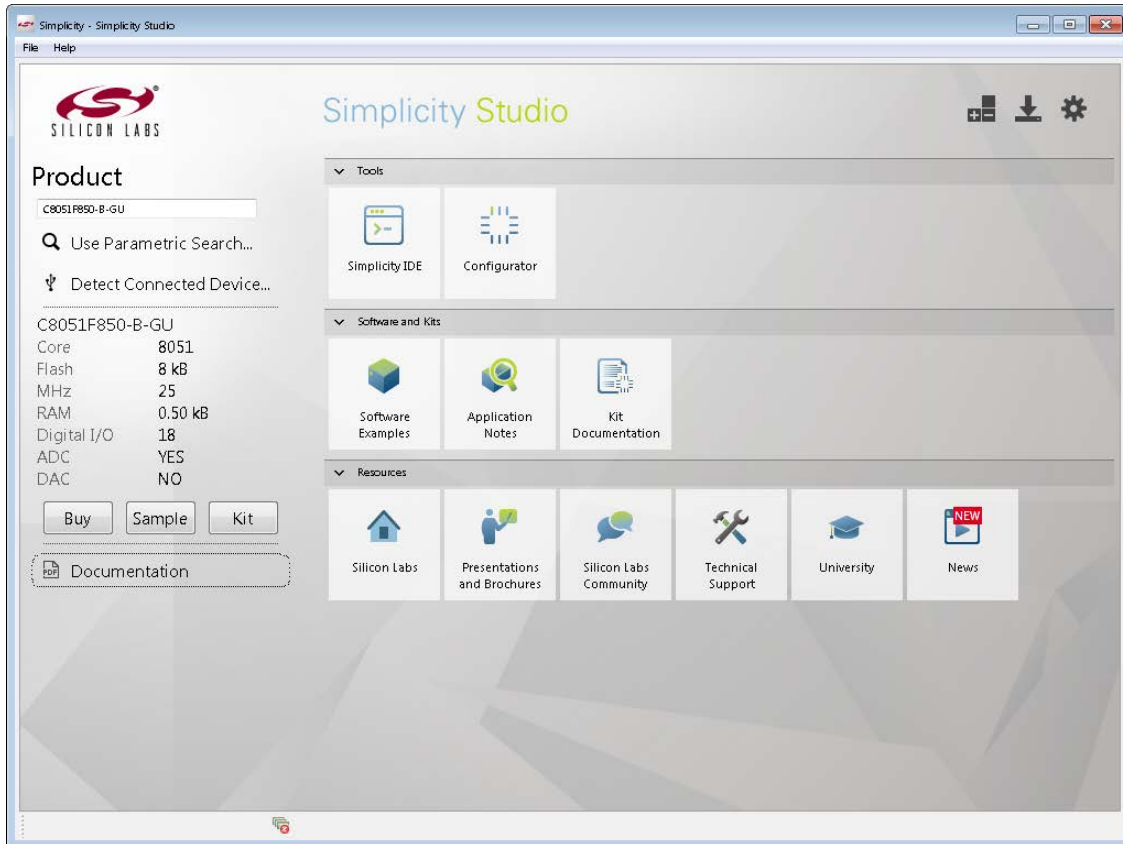 Simplicity - Simplicity Studio
File Help
SILICON LABS
Simplicity Studio
Product
C8051F850-B-GU
Use Parametric Search...
Detect Connected Device...
C8051F850-B-GU
Core 8051
Flash 8 kB
MHz 25
RAM 0.50 kB
Digital I/O 18
ADC YES
DAC NO
Buy Sample Kit
PDF Documentation
Tools
Simplicity IDE
Configurator
Software and Kits
Software
Examples
Application
Notes
Kit
Documentation
Resources
Silicon Labs
Presentations
and Brochures
Silicon Labs
Community
Technical
Support
University
NEW
News